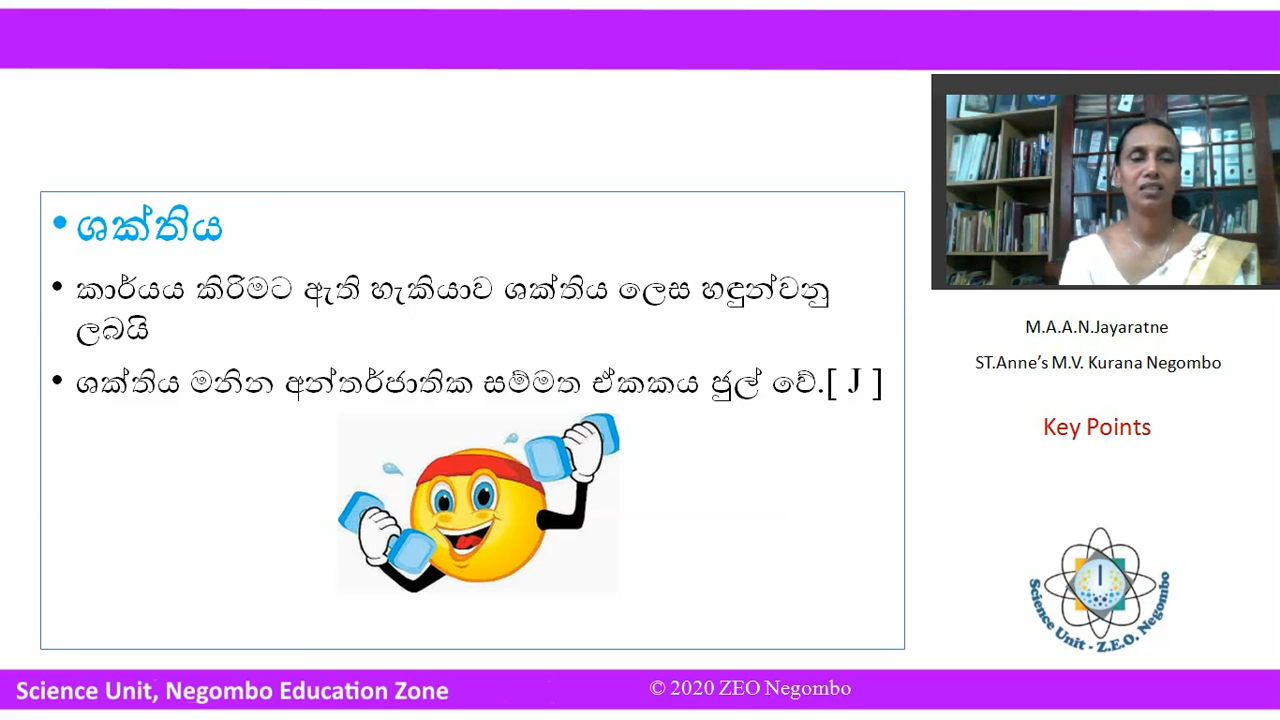 • ශක්තිය
• කාර්යය කිරීමට ඇති හැකියාව ශක්තිය ලෙස හඳුන්වනු
ලබයි
• ශක්තිය මනින අන්තර්ජාතික සම්මත ඒකකය ජුල් වේ.[ J ]
M.A.A.N.Jayaratne
ST.Anne’s M.V. Kurana Negombo
Key Points
Science Unit - Z.E.O. Negombo
Science Unit, Negombo Education Zone
© 2020 ZEO Negombo